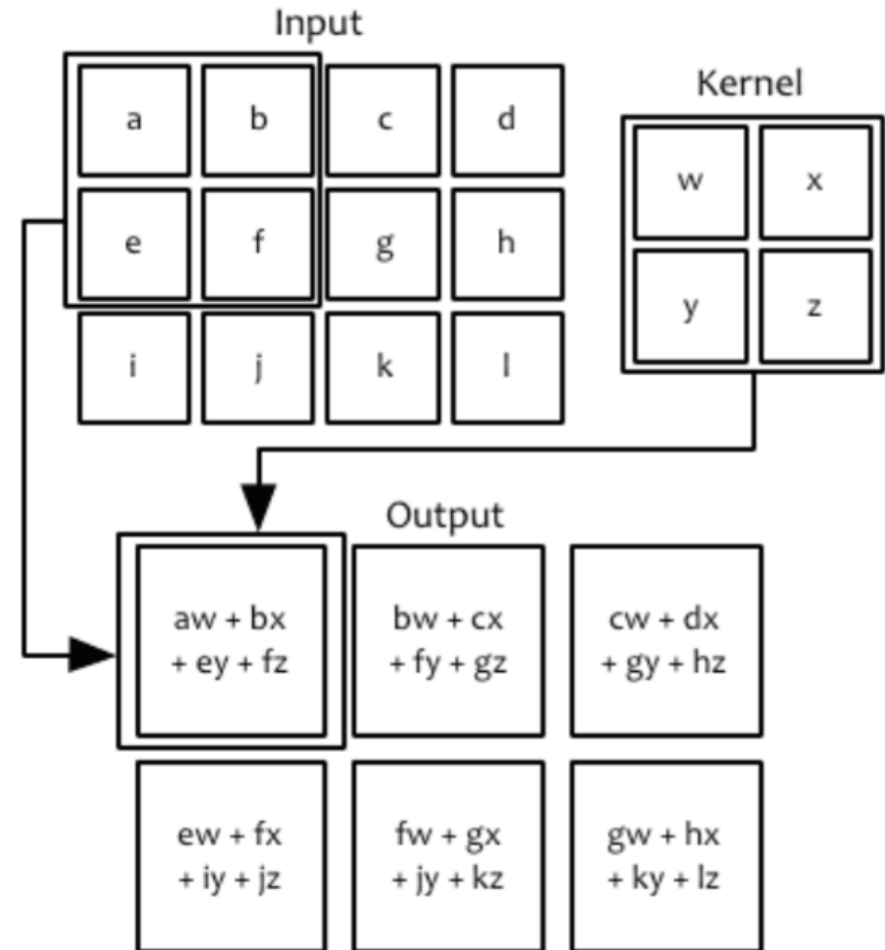 Input
Kernel
a b c d
w x
e f g h
y z
i j k l
Output
aw + bx
+ ey + fz
bw + cx
+ fy + gz
cw + dx
+ gy + hz
ew + fx
+ iy + jz
fw + gx
+ jy + kz
gw + hx
+ ky + lz